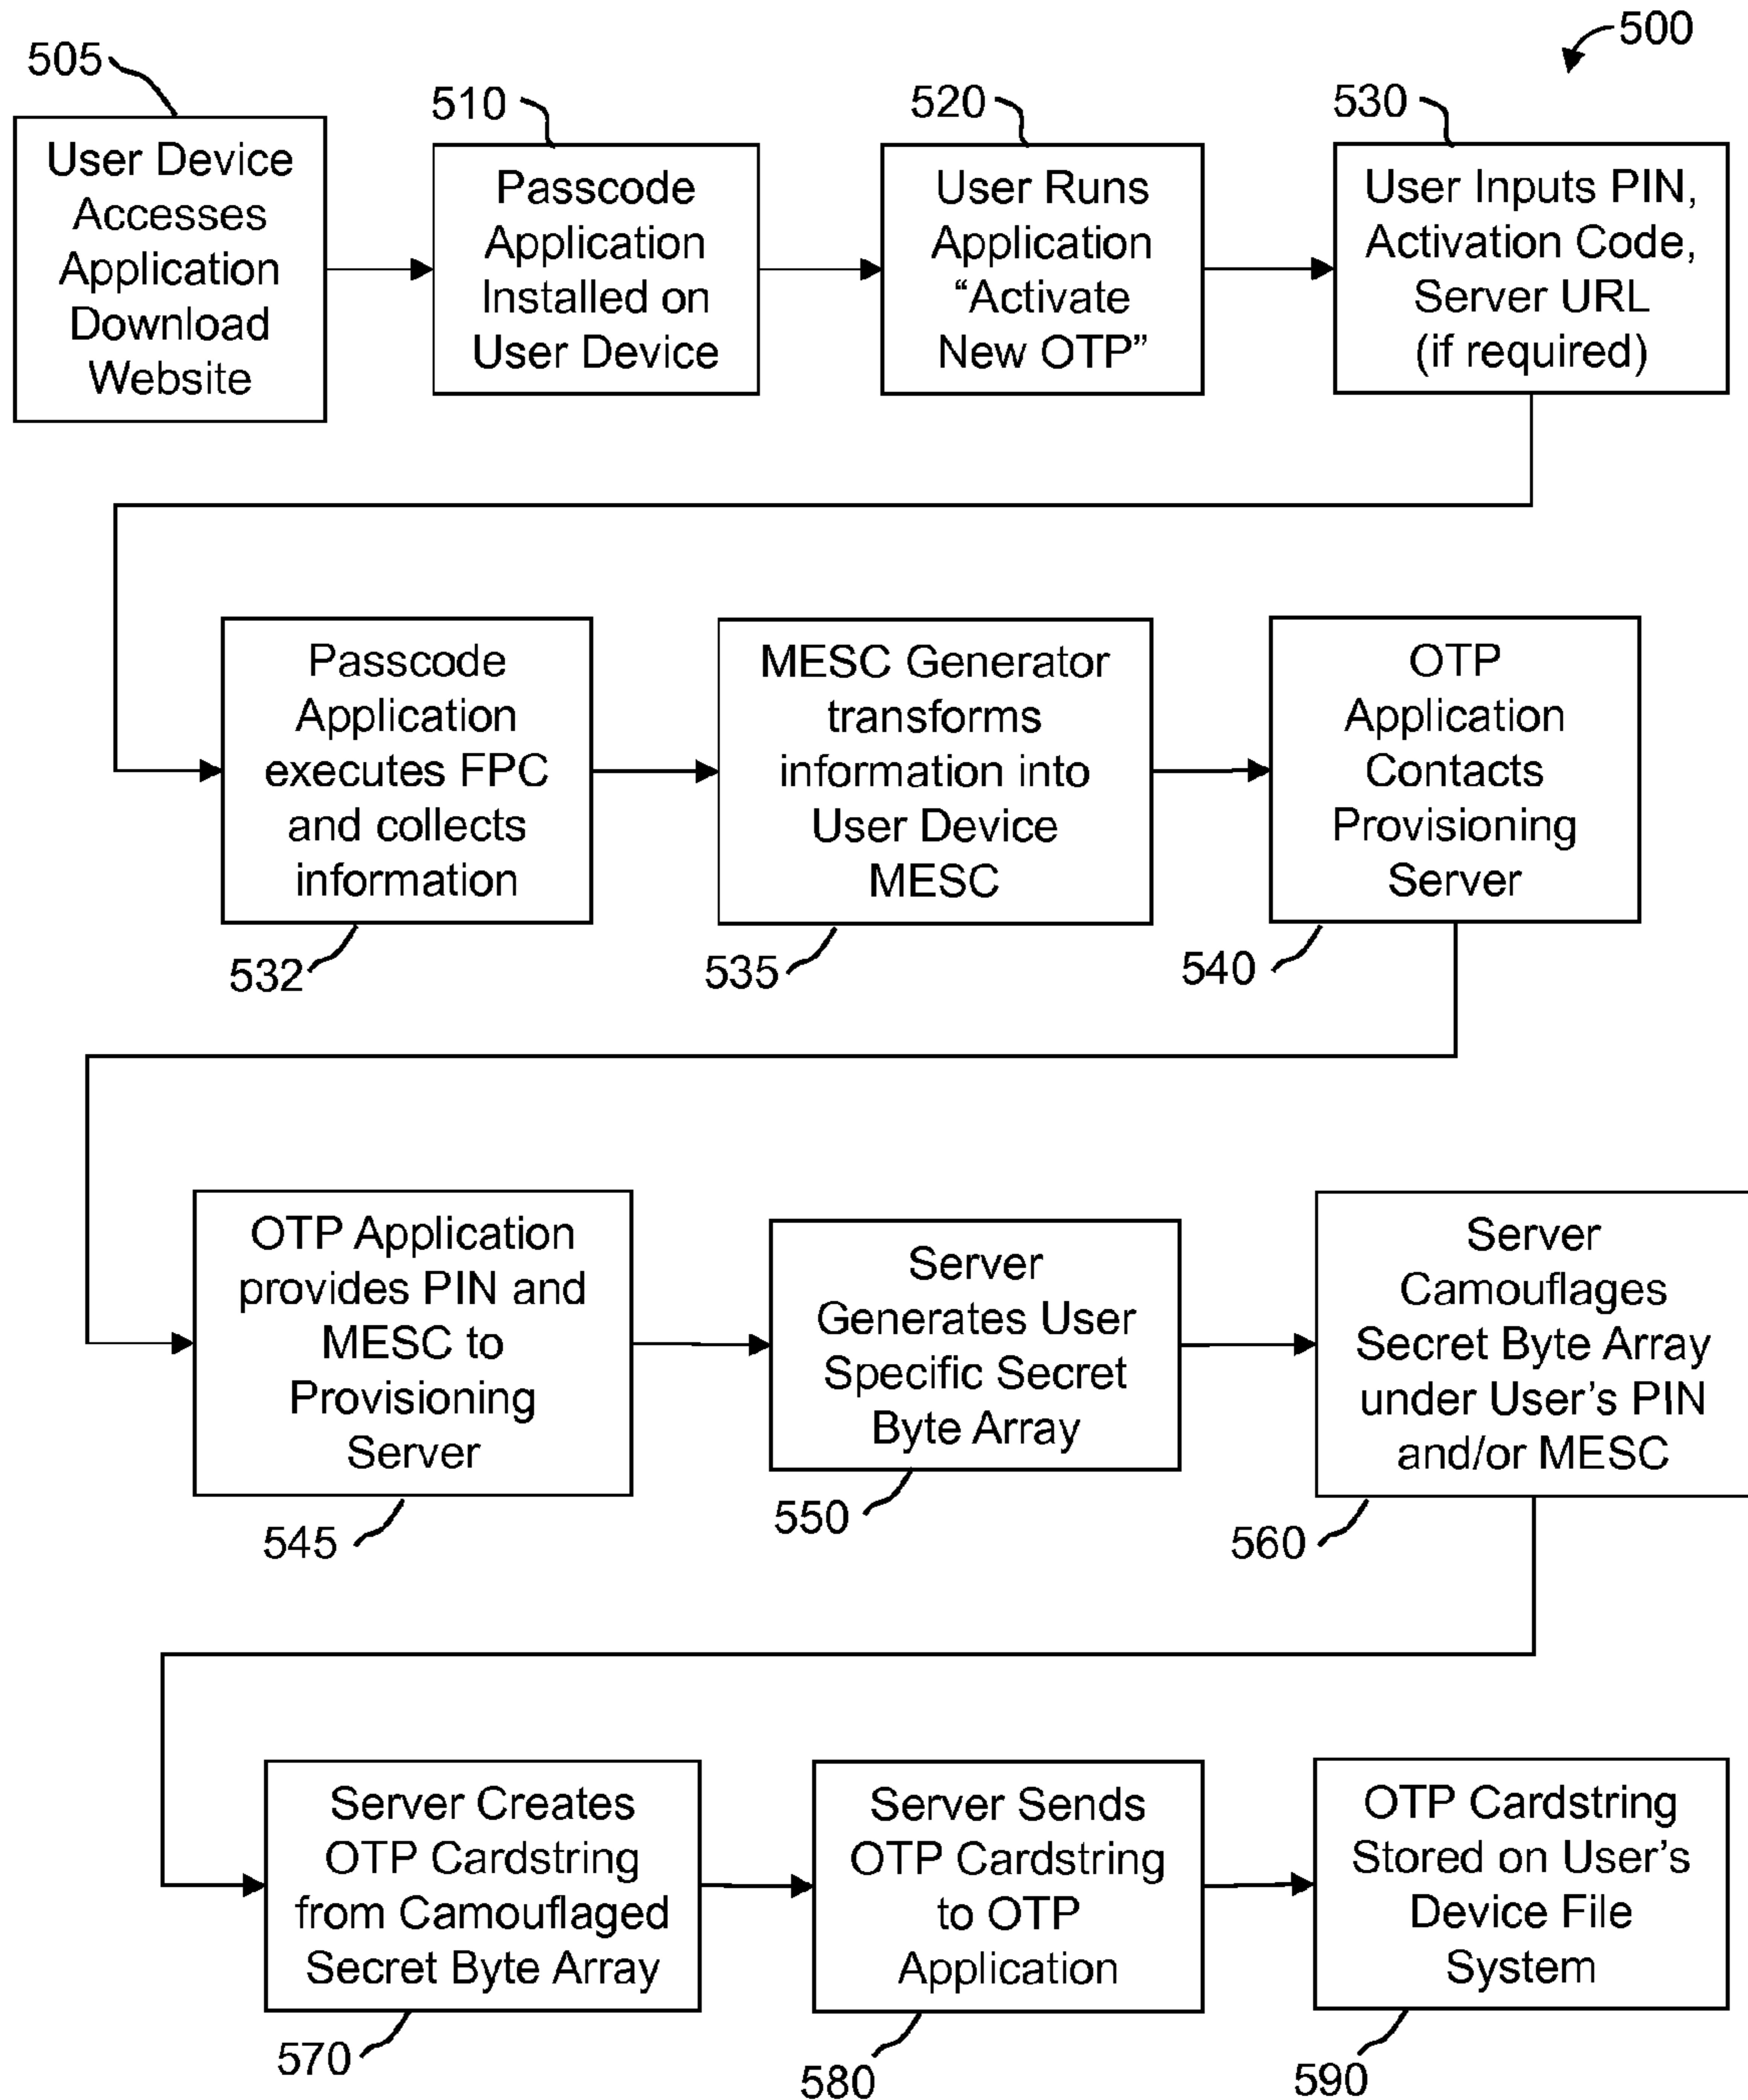 500
505
User Device
Accesses
Application
Download
Website
510
Passcode
Application
Installed on
User Device
520
User Runs
Application
“Activate
New OTP”
530
User Inputs PIN,
Activation Code,
Server URL
(if required)
Passcode
Application
executes FPC
and collects
information
532
MESC Generator
transforms
information into
User Device
MESC
535
OTP
Application
Contacts
Provisioning
Server
540
OTP Application
provides PIN and
MESC to
Provisioning
Server
545
Server
Generates User
Specific Secret
Byte Array
550
Server
Camouflages
Secret Byte Array
under User’s PIN
and/or MESC
560
Server Creates
OTP Cardstring
from Camouflaged
Secret Byte Array
570
Server Sends
OTP Cardstring
to OTP
Application
580
OTP Cardstring
Stored on User’s
Device File
System
590